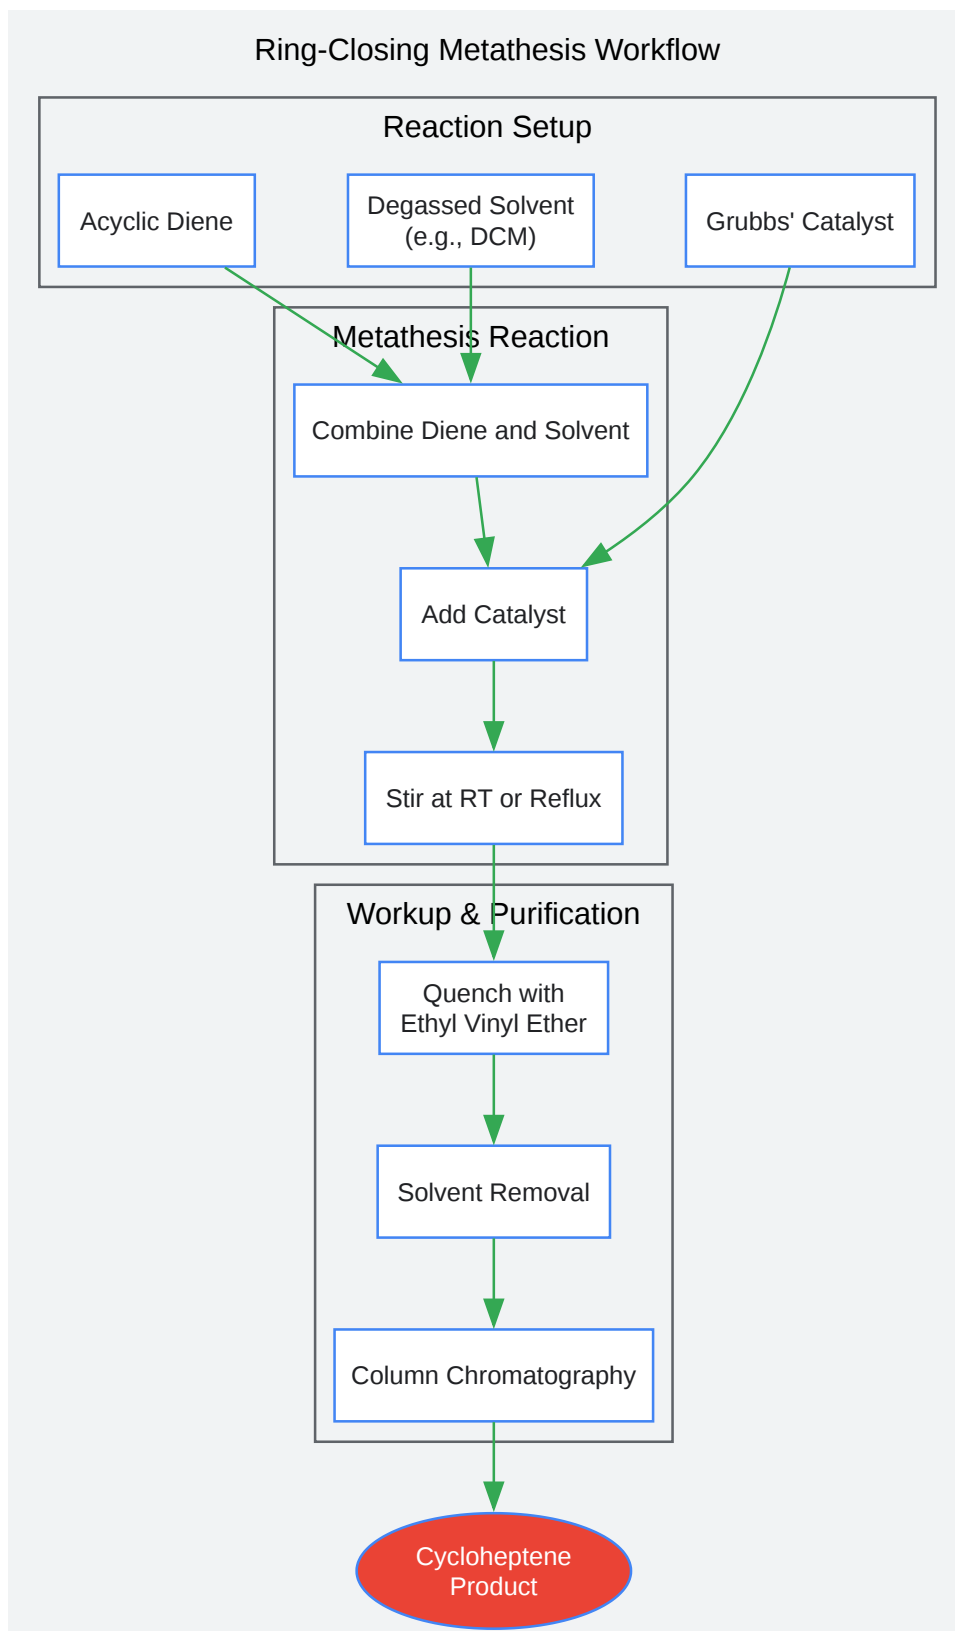 Ring-Closing Metathesis Workflow
Reaction Setup
Acyclic Diene
Degassed Solvent
(e.g., DCM)
Grubbs' Catalyst
Metathesis Reaction
Combine Diene and Solvent
Add Catalyst
Stir at RT or Reflux
Workup & Purification
Quench with
Ethyl Vinyl Ether
Solvent Removal
Column Chromatography
Cycloheptene
Product